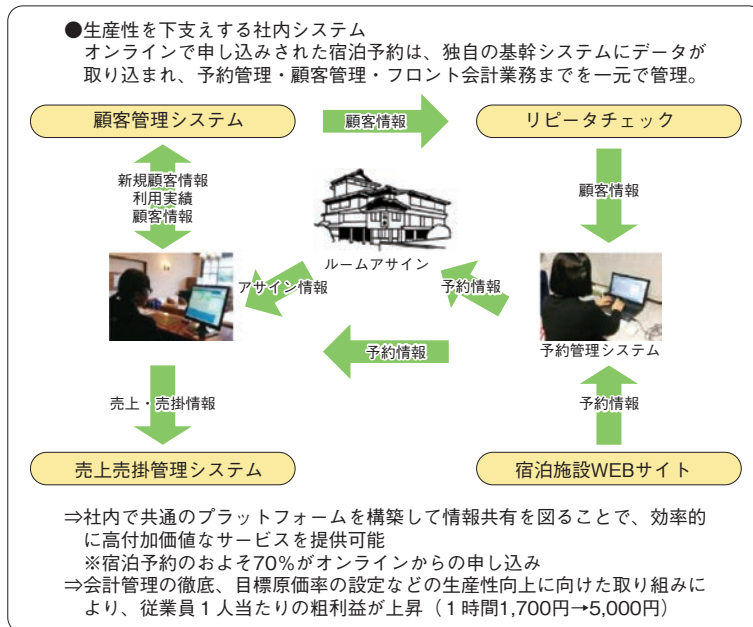 ●生産性を下支えする社内システム
オンラインで申し込みされた宿泊予約は、独自の基幹システムにデータが
取り込まれ、予約管理・顧客管理・フロント会計業務までを一元で管理。
顧客管理システム
顧客情報
リピータチェック
新規顧客情報
利用実績
顧客情報
顧客情報
ルームアサイン
アサイン情報
予約情報
予約管理システム
予約情報
売上・売掛情報
予約情報
売上売掛管理システム
宿泊施設WEBサイト
⇒社内で共通のプラットフォームを構築して情報共有を図ることで、効率的
に高付加価値なサービスを提供可能
※宿泊予約のおよそ70%がオンラインからの申し込み
⇒会計管理の徹底、目標原価率の設定などの生産性向上に向けた取り組みに
より、従業員1人当たりの粗利益が上昇（1時間1,700円→5,000円）